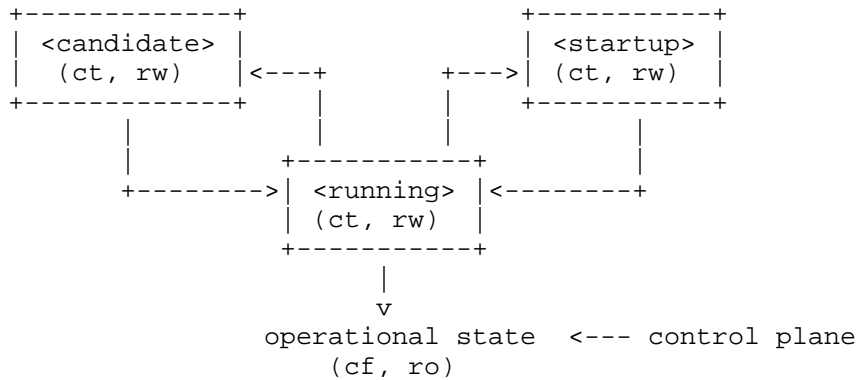 +-------------+                 +-----------+
| <candidate> |                 | <startup> |
|  (ct, rw)   |<---+       +--->| (ct, rw)  |
+-------------+    |       |    +-----------+
       |           |       |           |
       |         +-----------+         |
       +-------->| <running> |<--------+
                 | (ct, rw)  |
                 +-----------+
                       |
                       v
                operational state  <--- control plane
                    (cf, ro)